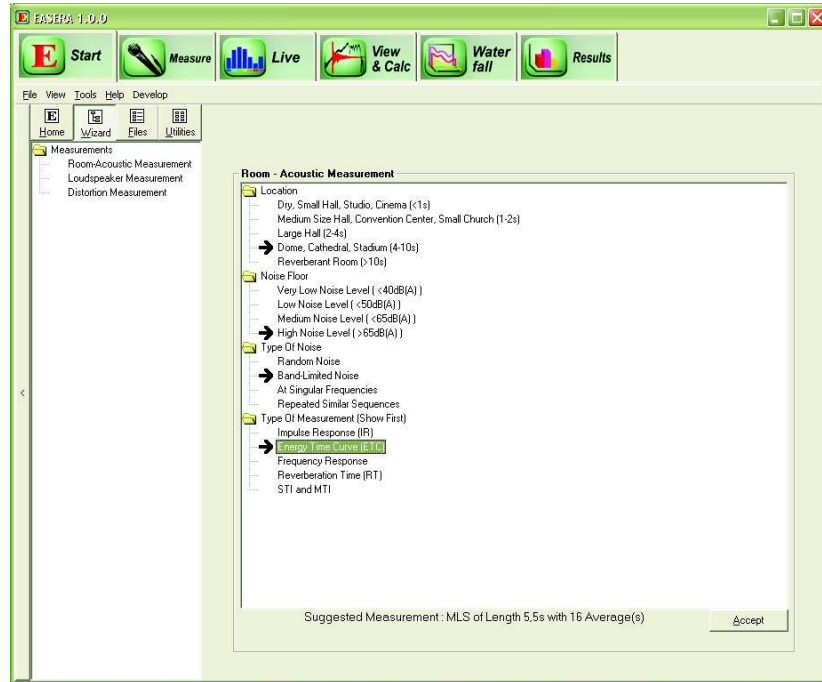 EASERA 1.0.0
Start
Measure
Live
View
& Calc
Water
fall
Results
File View Tools Help Develop
Home Wizard Files Utilities
Measurements
Room-Acoustic Measurement
Loudspeaker Measurement
Distortion Measurement
Room - Acoustic Measurement
Location
Dry, Small Hall, Studio, Cinema (<1s)
Medium Size Hall, Convention Center, Small Church (1-2s)
Large Hall (2-4s)
Dome, Cathedral, Stadium (4-10s)
Reverberant Room (>10s)
Noise Floor
Very Low Noise Level ( <40dB(A) )
Low Noise Level ( <50dB(A) )
Medium Noise Level ( <65dB(A) )
High Noise Level ( >65dB(A) )
Type Of Noise
Random Noise
Band-Limited Noise
At Singular Frequencies
Repeated Similar Sequences
Type Of Measurement (Show First)
Impulse Response (IR)
Energy Time Curve (ETC)
Frequency Response
Reverberation Time (RT)
STI and MTI
Suggested Measurement : MLS of Length 5,5s with 16 Average(s)
Accept